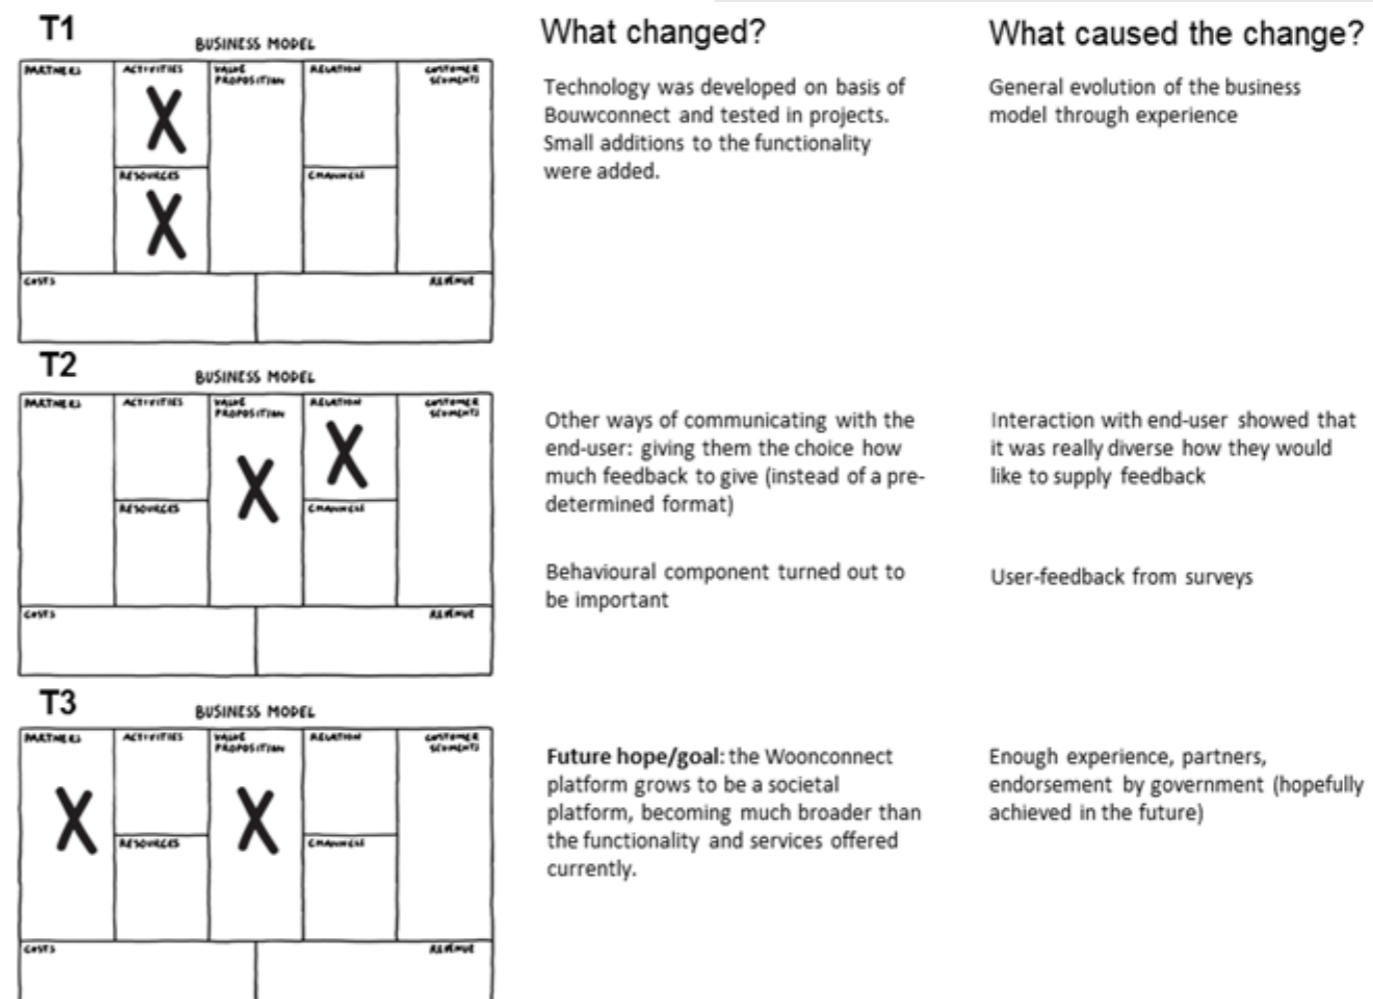 T1
BUSINESS MODEL
PARTNERS
ACTIVITIES
VALUE
PROPOSITION
RELATION
CUSTOMER
SEGMENTS
RESOURCES
CHANNELS
COSTS
REVENUE
What changed?
Technology was developed on basis of
Bouwconnect and tested in projects.
Small additions to the functionality
were added.
What caused the change?
General evolution of the business
model through experience
T2
BUSINESS MODEL
PARTNERS
ACTIVITIES
VALUE
PROPOSITION
RELATION
CUSTOMER
SEGMENTS
RESOURCES
CHANNELS
COSTS
REVENUE
Other ways of communicating with the
end-user: giving them the choice how
much feedback to give (instead of a pre-
determined format)
Behavioural component turned out to
be important
Interaction with end-user showed that
it was really diverse how they would
like to supply feedback
User-feedback from surveys
T3
BUSINESS MODEL
PARTNERS
ACTIVITIES
VALUE
PROPOSITION
RELATION
CUSTOMER
SEGMENTS
RESOURCES
CHANNELS
COSTS
REVENUE
Future hope/goal: the Woonconnect
platform grows to be a societal
platform, becoming much broader than
the functionality and services offered
currently.
Enough experience, partners,
endorsement by government (hopefully
achieved in the future)